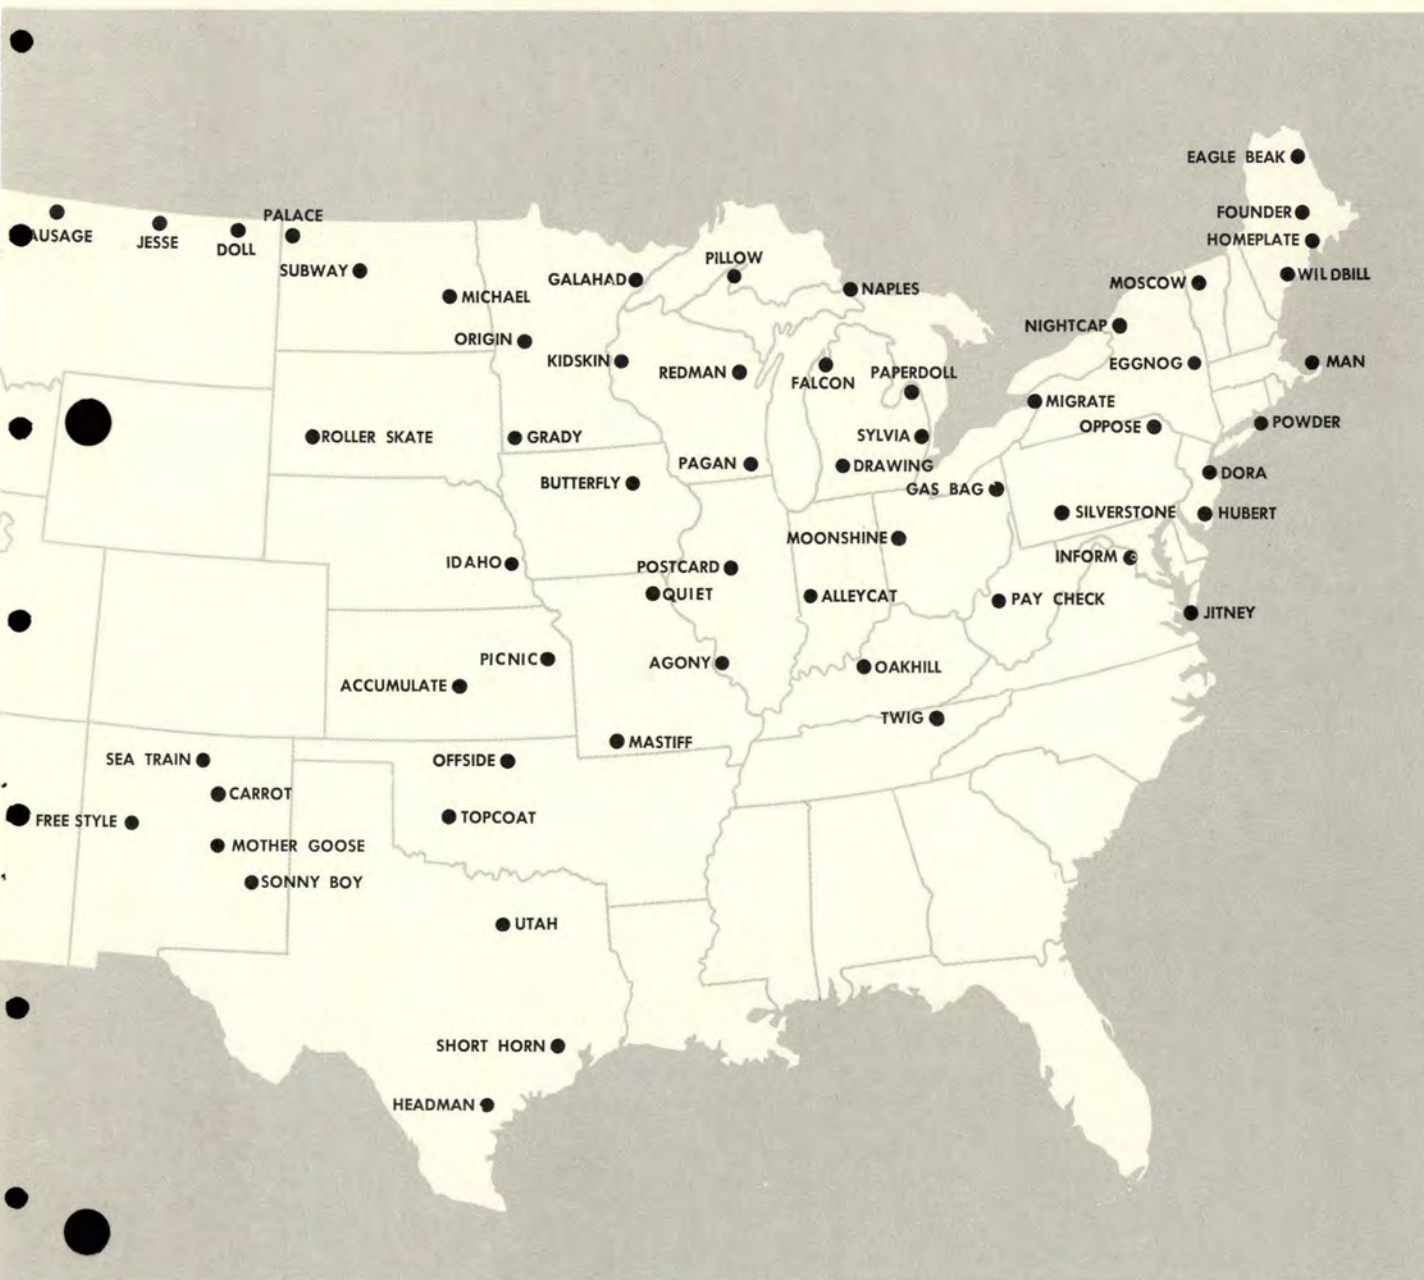 EAGLE BEAK
FOUNDER
PALACE
AUSAGE
JESSE
DOLL
HOMEPLATE
PILLOW
SUBWAY
GALAHAD
WILDBILL
MOSCOW
NAPLES
MICHAEL
NIGHTCAP
ORIGIN
KIDSKIN
REDMAN
FALCON
PAPERDOLL
EGGNOG
MAN
MIGRATE
POWDER
OPPOSE
ROLLER SKATE
GRADY
SYLVIA
PAGAN
DRAWING
DORA
BUTTERFLY
GAS BAG
SILVERSTONE
HUBERT
MOONSHINE
INFORM
IDAHO
POSTCARD
QUIET
ALLEYCAT
PAY CHECK
JITNEY
PICNIC
AGONY
OAKHILL
ACCUMULATE
TWIG
MASTIFF
SEA TRAIN
OFFSIDE
CARROT
FREE STYLE
TOPCOAT
MOTHER GOOSE
SONNY BOY
UTAH
SHORT HORN
HEADMAN